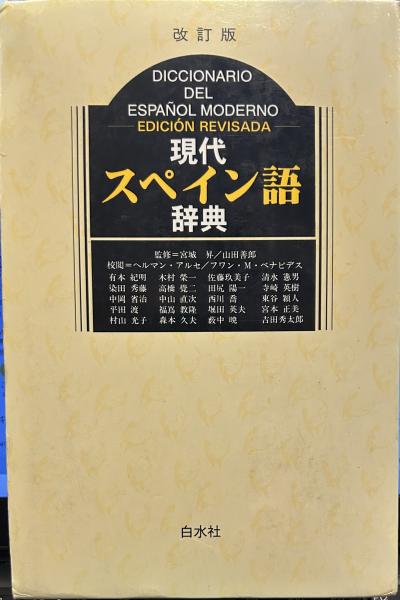 改訂版
DICCIONARIO
DEL
ESPAÑOL MODERNO
EDICIÓN REVISADA
現代
スペイン語
辞典
監修＝宮城 昇／山田善郎
校閲＝ヘルマン・アルセ／フワン・M・ベナビデス
有本 紀明 木村 榮一 佐藤玖美子 清水 憲男
染田 秀藤 高橋 覺二 田尻 陽一 寺崎 英樹
中岡 省治 中山 直次 西川 喬 東谷 穎人
平田 渡 福嶌 教隆 堀田 英夫 宮本 正美
村山 光子 森本 久夫 藪中 暁 吉田秀太郎
白水社